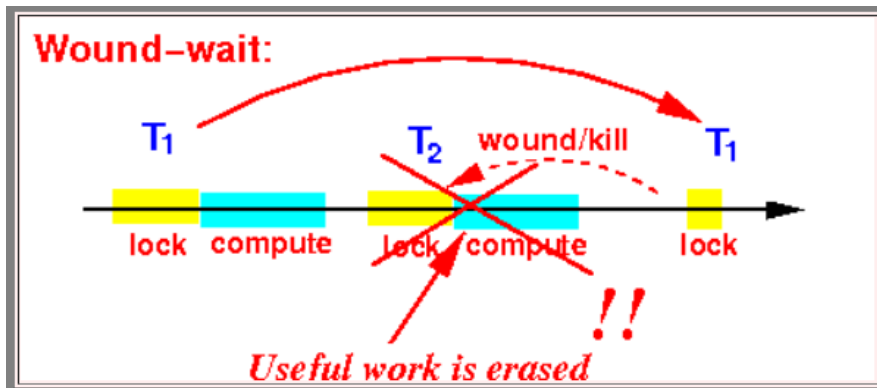 Wound-wait:
T1 T2 wound/kill T1
lock compute lock compute lock
!!
Useful work is erased